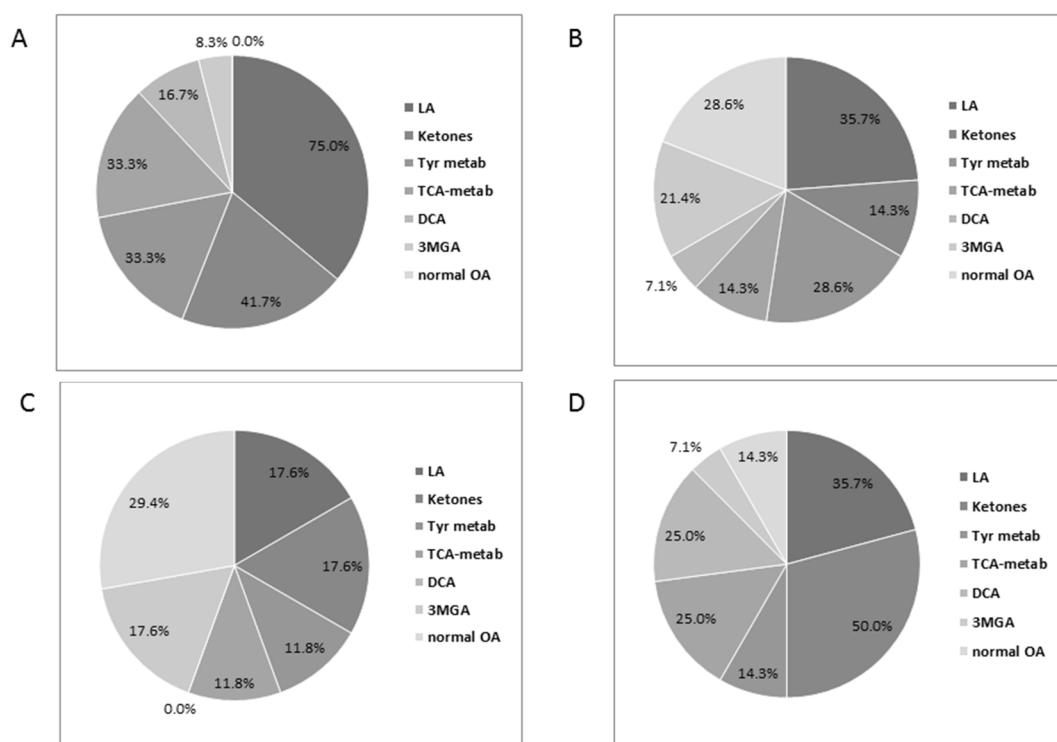 A
8.3%
0.0%
16.7%
75.0%
33.3%
33.3%
41.7%
LA
Ketones
Tyr metab
TCA-metab
DCA
3MGA
normal OA
B
28.6%
35.7%
21.4%
14.3%
7.1%
14.3%
28.6%
LA
Ketones
Tyr metab
TCA-metab
DCA
3MGA
normal OA
C
17.6%
29.4%
17.6%
17.6%
11.8%
11.8%
0.0%
LA
Ketones
Tyr metab
TCA-metab
DCA
3MGA
normal OA
D
7.1%
14.3%
35.7%
25.0%
25.0%
50.0%
14.3%
LA
Ketones
Tyr metab
TCA-metab
DCA
3MGA
normal OA